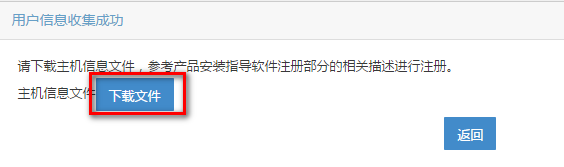 用户信息收集成功
请下载主机信息文件，参考产品安装指导软件注册部分的相关描述进行注册。
主机信息文件 下载文件
返回